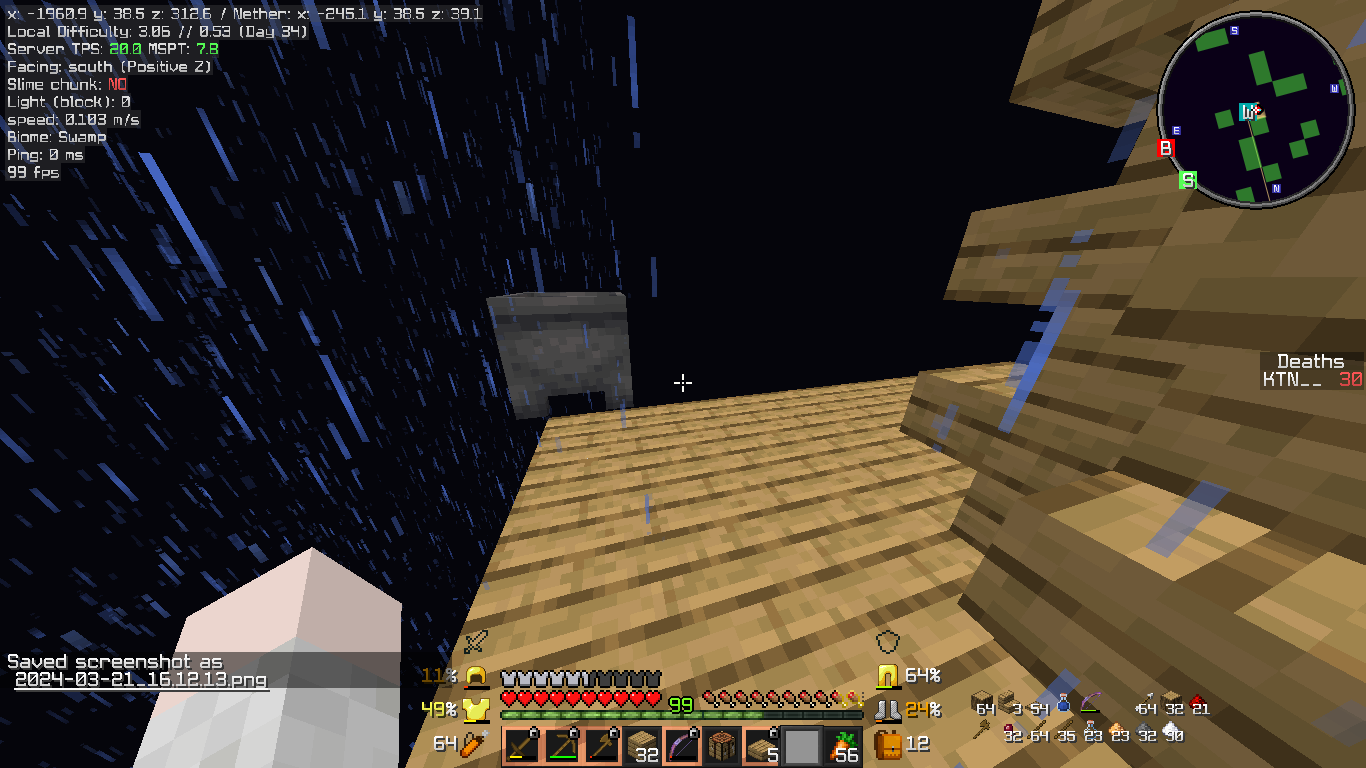 x: -1960.9 y: 38.5 z: 312.6 / Nether: x: -245.1 y: 38.5 z: 39.1
Local Difficulty: 3.06 // 0.53 (Day 34)
Server TPS: 20.0 MSPT: 7.8
Facing: south (Positive Z)
Slime chunk: NO
Light (block): 0
speed: 0.103 m/s
Biome: Swamp
Ping: 0 ms
99 fps
S
W
W
E
B
S
N
Deaths
KTN__ 30
Saved screenshot as
2024-03-21_16.12.13.png
11%
64%
49%
99
24%
64
12
32
5
56
64 3 54 64 32 21
32 64 35 23 23 32 30